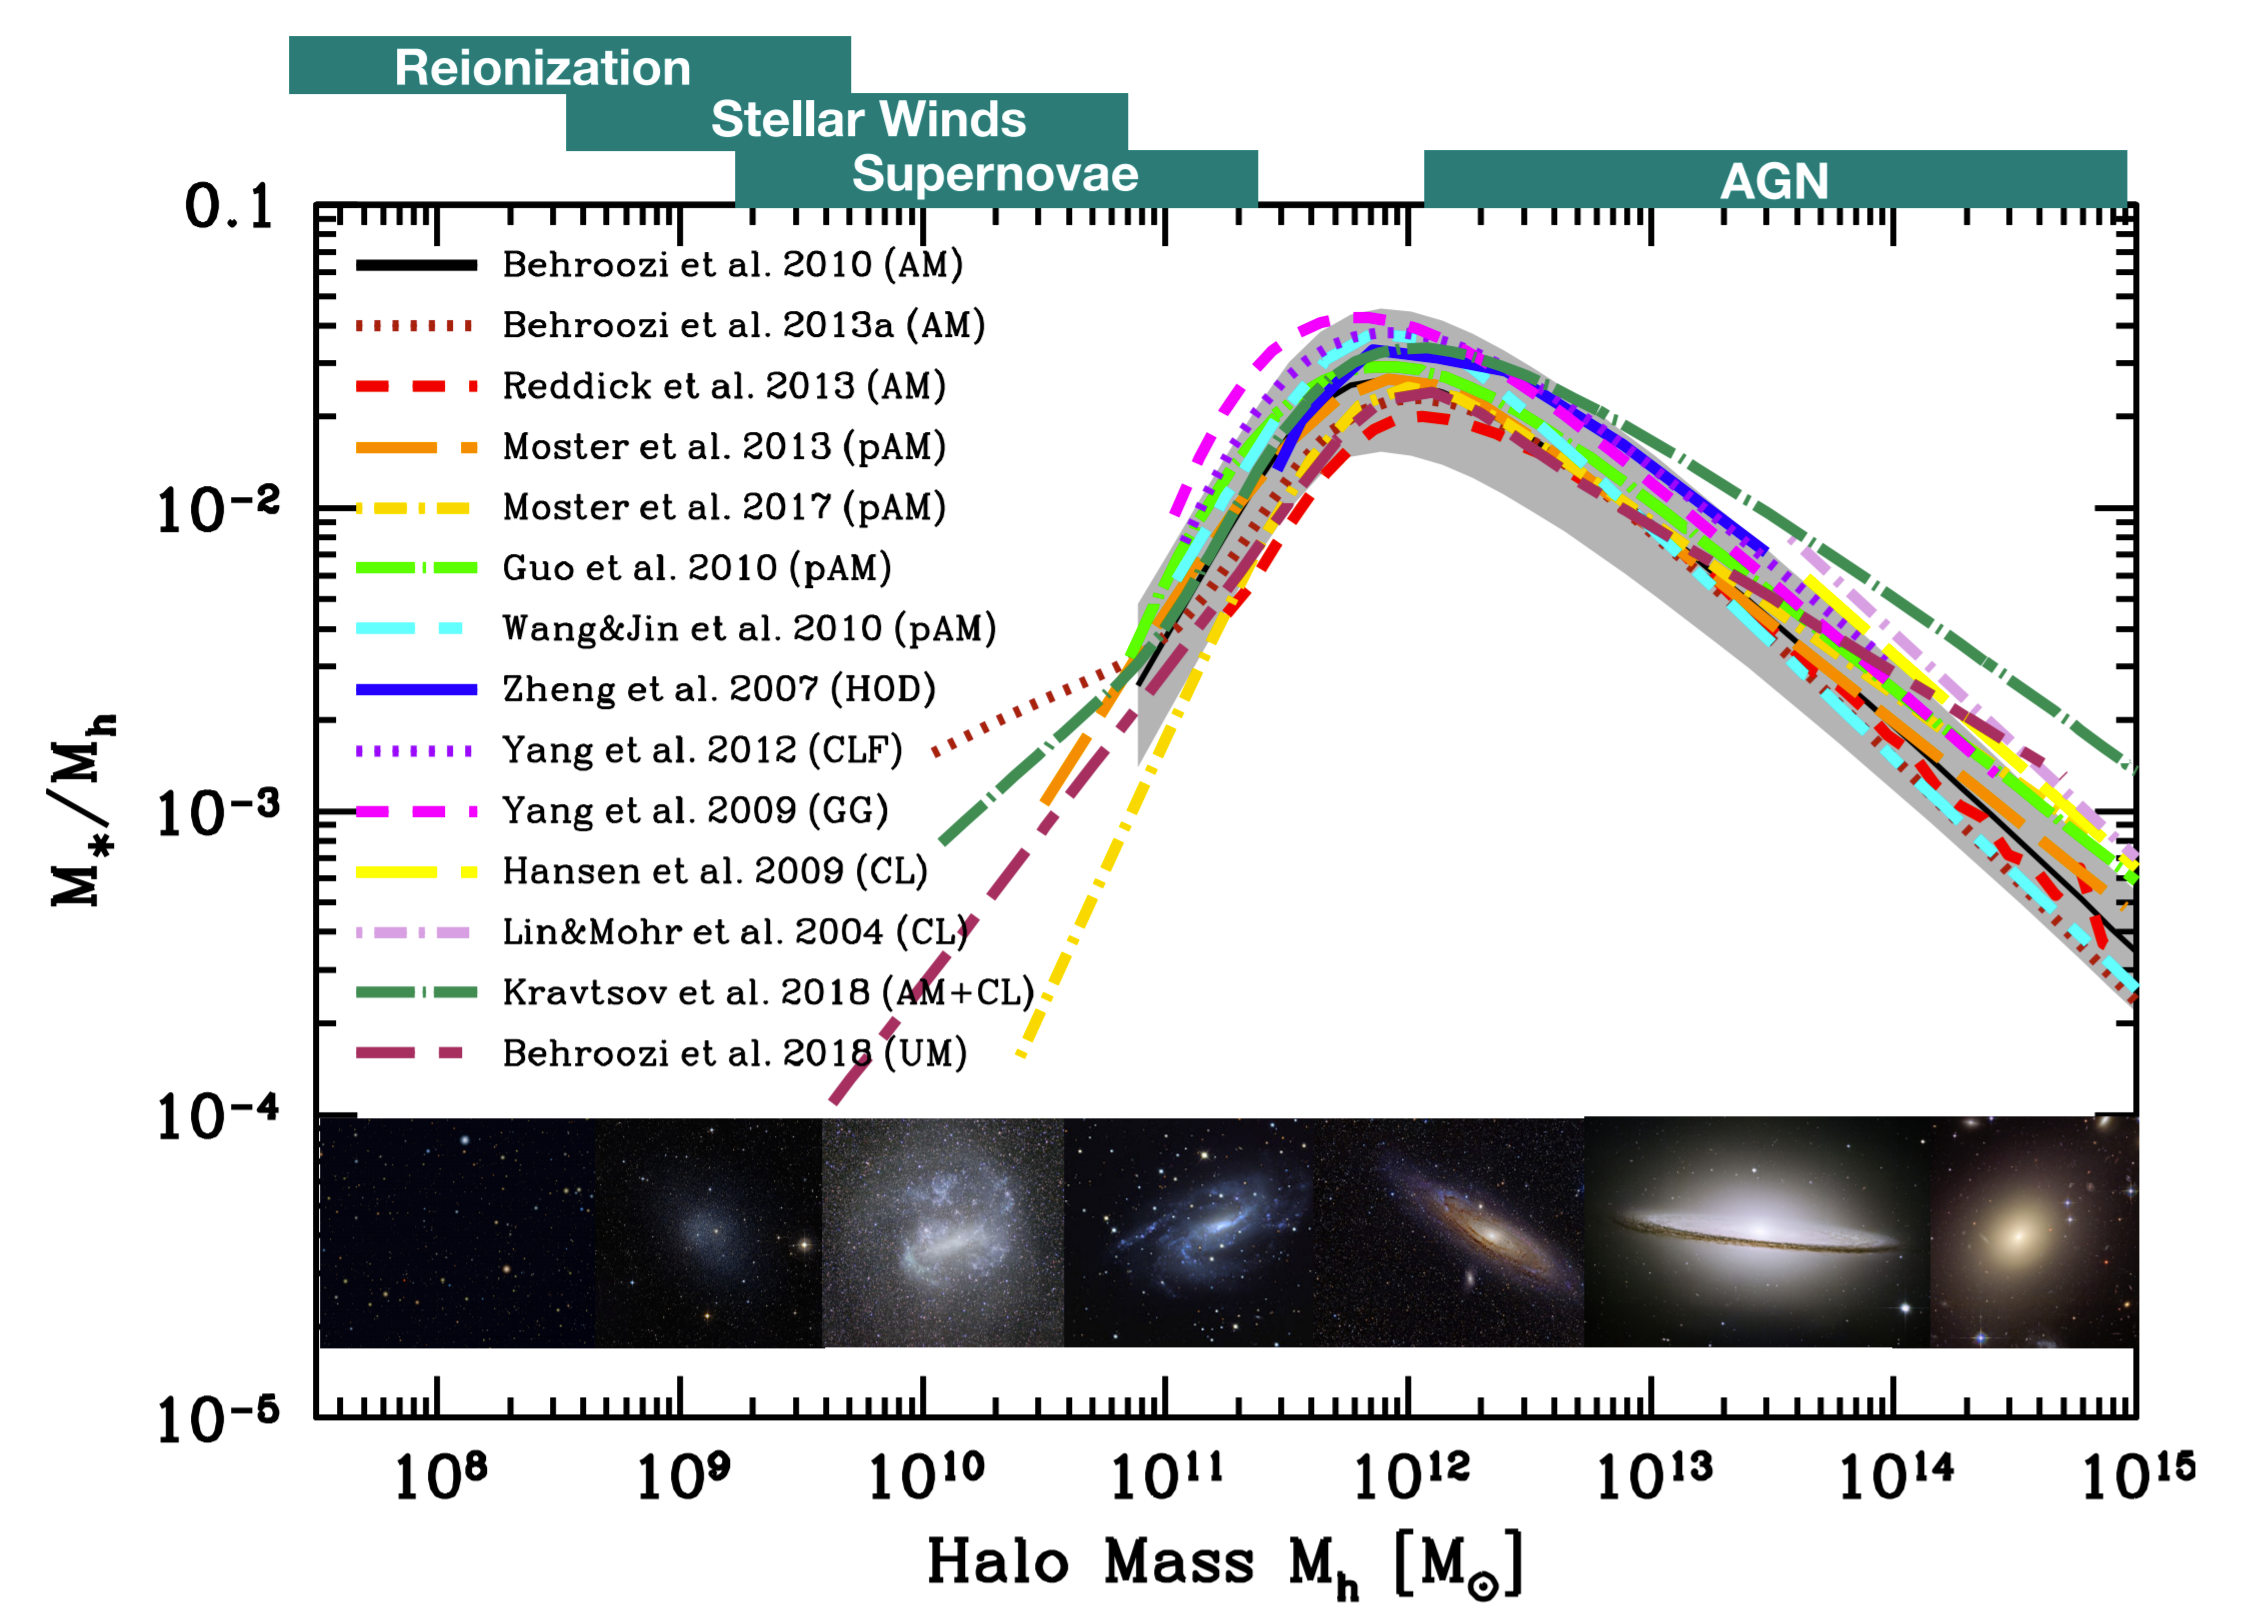 Reionization
Stellar Winds
Supernovae
AGN
0.1
10⁻²
10⁻³
10⁻⁴
10⁻⁵
M*/Mh
Behroozi et al. 2010 (AM)
Behroozi et al. 2013a (AM)
Reddick et al. 2013 (AM)
Moster et al. 2013 (pAM)
Moster et al. 2017 (pAM)
Guo et al. 2010 (pAM)
Wang&Jin et al. 2010 (pAM)
Zheng et al. 2007 (HOD)
Yang et al. 2012 (CLF)
Yang et al. 2009 (GG)
Hansen et al. 2009 (CL)
Lin&Mohr et al. 2004 (CL)
Kravtsov et al. 2018 (AM+CL)
Behroozi et al. 2018 (UM)
10⁸ 10⁹ 10¹⁰ 10¹¹ 10¹² 10¹³ 10¹⁴ 10¹⁵
Halo Mass Mh [M⊙]